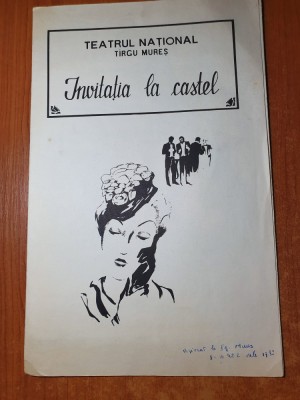 TEATRUL NAȚIONAL
TÎRGU MUREȘ
Invitația la castel